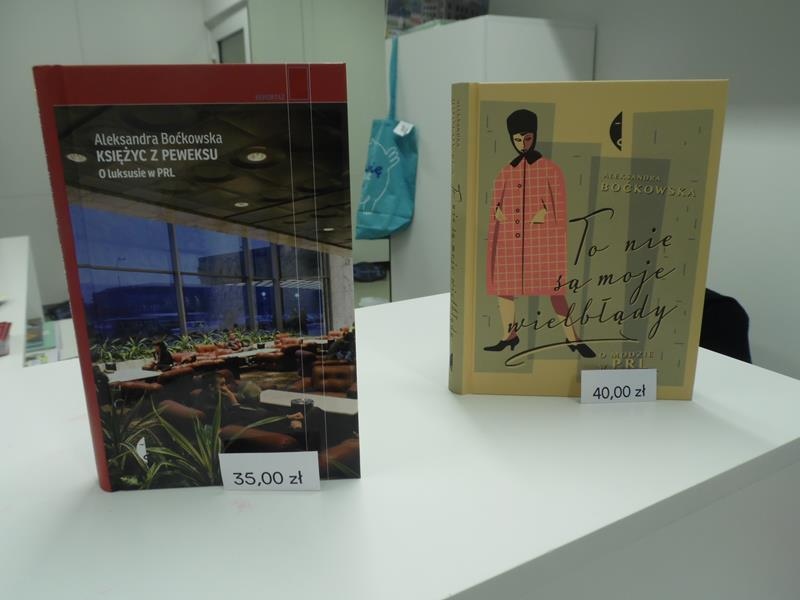 REPORTAŻ
Aleksandra Boćkowska
KSIĘŻYC Z PEWEKSU
O luksusie w PRL
35,00 zł
ALEKSANDRA
BOĆKOWSKA
To nie
są moje
wielbłądy
O MODZIE
W PRL
40,00 zł